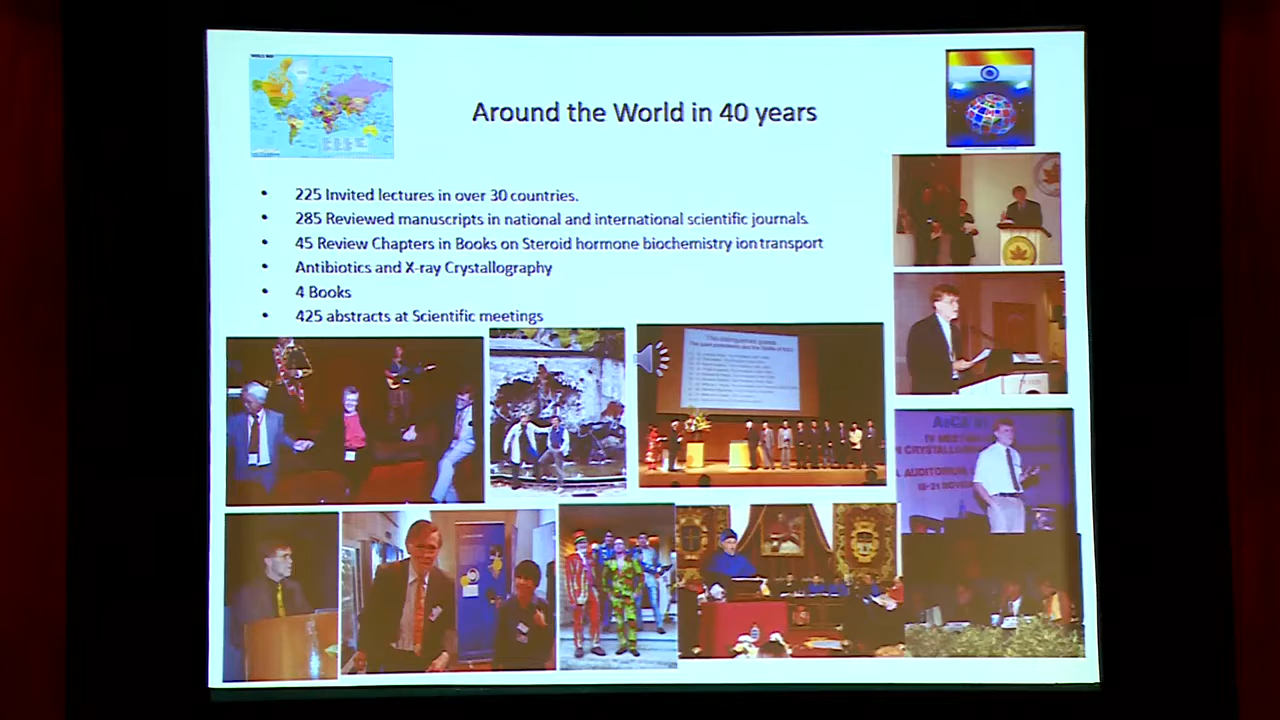 Around the World in 40 years
• 225 Invited lectures in over 30 countries.
• 285 Reviewed manuscripts in national and international scientific journals.
• 45 Review Chapters in Books on Steroid hormone biochemistry ion transport
• Antibiotics and X-ray Crystallography
• 4 Books
• 425 abstracts at Scientific meetings
AUDITORIUM